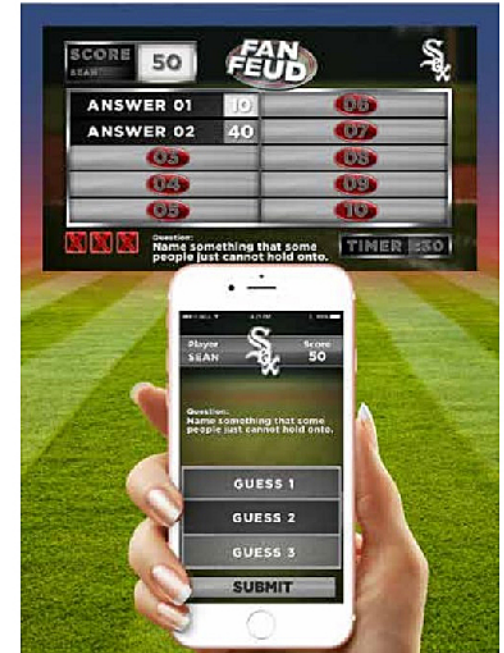 SCORE
SEAN
50
FAN
FEUD
Sox
ANSWER 01 10
ANSWER 02 40
03
04
05
06
07
08
09
10
Question:
Name something that some
people just cannot hold onto.
TIMER :30
Sox
Player
SEAN
Score
50
Question:
Name something that some
people just cannot hold onto.
GUESS 1
GUESS 2
GUESS 3
SUBMIT